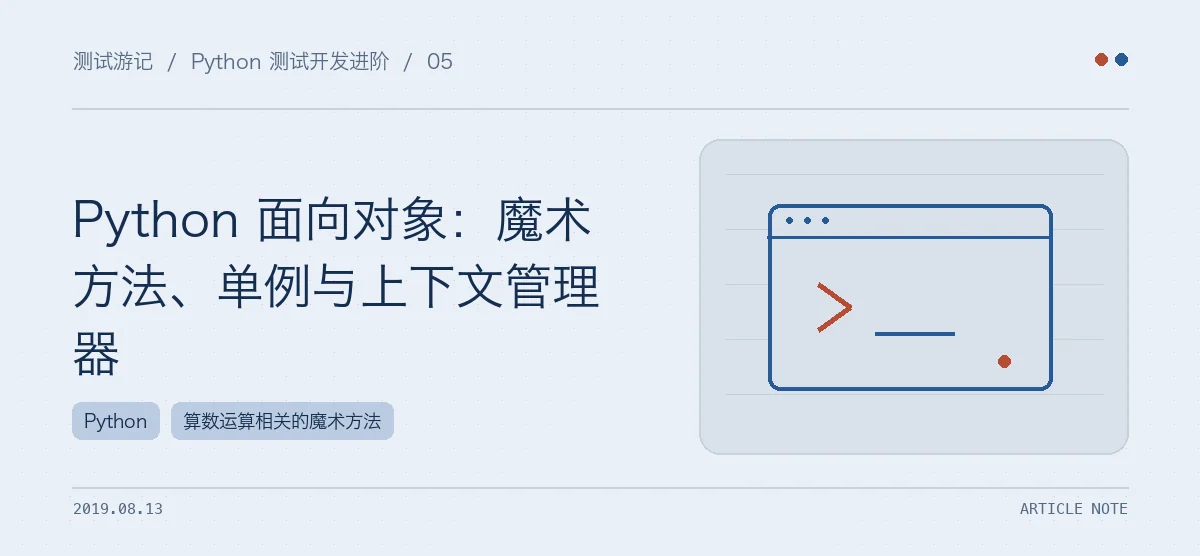 测试游记 / Python 测试开发进阶 / 05
Python 面向对象：魔术
方法、单例与上下文管理
器
Python
算数运算相关的魔术方法
2019.08.13
ARTICLE NOTE